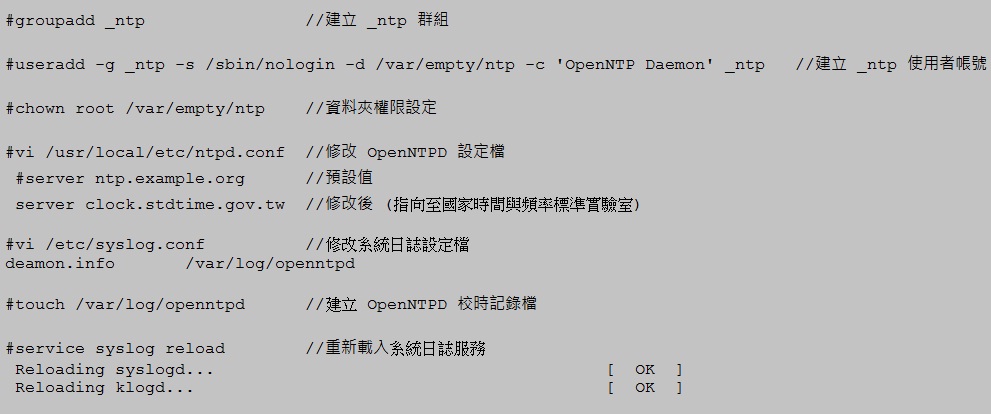 #groupadd _ntp //建立 _ntp 群組
#useradd -g _ntp -s /sbin/nologin -d /var/empty/ntp -c 'OpenNTP Daemon' _ntp //建立 _ntp 使用者帳號
#chown root /var/empty/ntp //資料夾權限設定
#vi /usr/local/etc/ntpd.conf //修改 OpenNTPD 設定檔
#server ntp.example.org //預設值
server clock.stdtime.gov.tw //修改後 (指向至國家時間與頻率標準實驗室)
#vi /etc/syslog.conf //修改系統日誌設定檔
deamon.info /var/log/openntpd
#touch /var/log/openntpd //建立 OpenNTPD 校時記錄檔
#service syslog reload //重新載入系統日誌服務
Reloading syslogd... [ OK ]
Reloading klogd... [ OK ]